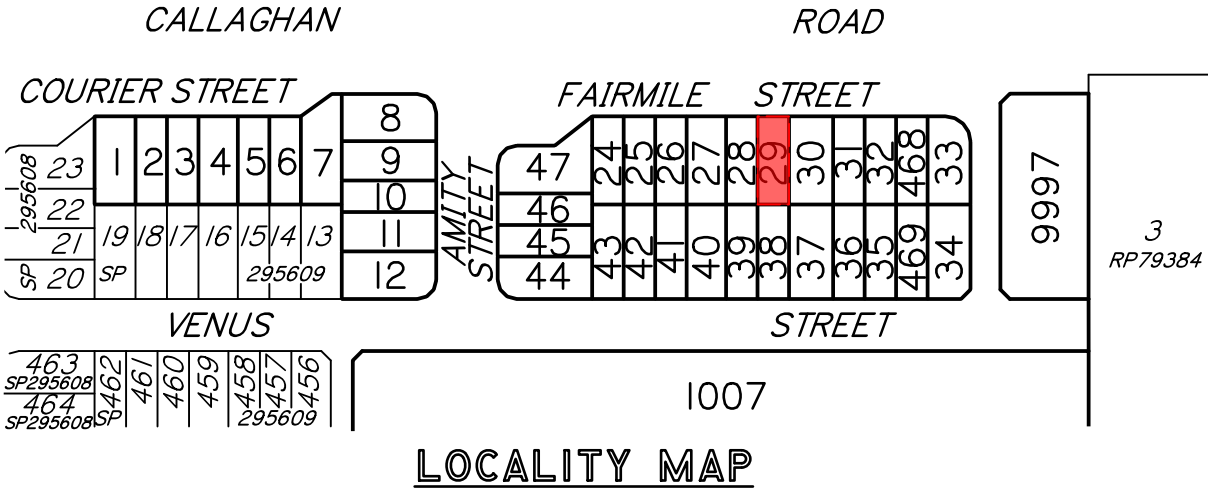 CALLAGHAN ROAD
COURIER STREET
FAIRMILE STREET
8
9
10
11
12
1 2 3 4 5 6 7
23
22
21
SP 20
295608
19 18 17 16 15 14 13
SP 295609
AMITY
STREET
47
46
45
44
24 25 26 27 28 29 30 31 32 468 33
43 42 41 40 39 38 37 36 35 469 34
9997
3
RP79384
VENUS STREET
463
SP295608
464
SP295608
462 461 460 459 458 457 456
SP 295609
1007
LOCALITY MAP